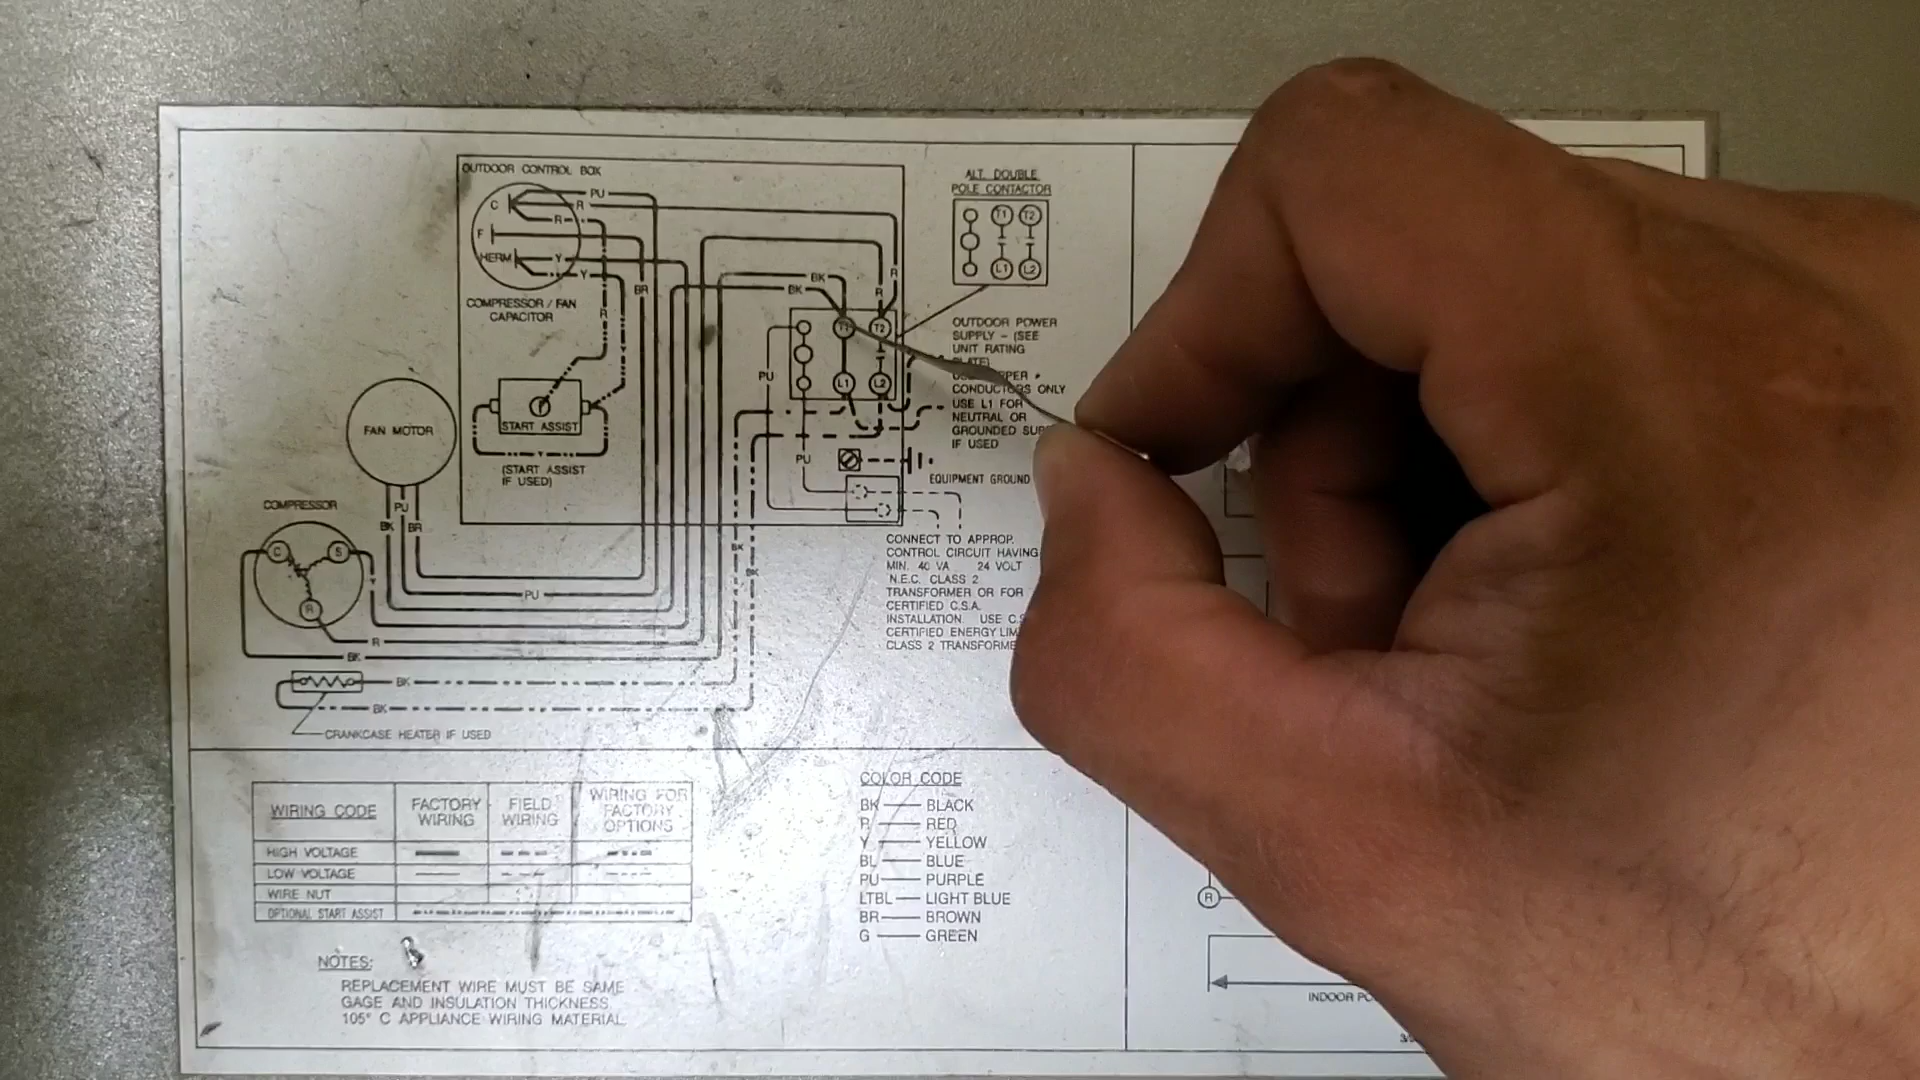 OUTDOOR CONTROL BOX
C
PU
R
R
F
HERM
Y
Y
BR
COMPRESSOR / FAN
CAPACITOR
R
Y
BK
BK
R
R
T1
T2
L1
L2
PU
PU
ALT. DOUBLE
POLE CONTACTOR
T1
T2
L1
L2
OUTDOOR POWER
SUPPLY - (SEE
UNIT RATING
CONDUCTORS ONLY
USE L1 FOR
NEUTRAL OR
GROUNDED
IF USED
EQUIPMENT GROUND
START ASSIST
Y
(START ASSIST
IF USED)
FAN MOTOR
BK
PU
BR
COMPRESSOR
C
S
R
Y
PU
R
BK
BK
BK
BK
BK
CRANKCASE HEATER IF USED
CONNECT TO APPROP.
CONTROL CIRCUIT HAVING
MIN. 40 VA 24 VOLT
N.E.C. CLASS 2
TRANSFORMER OR FOR
CERTIFIED C.S.A.
INSTALLATION USE
CERTIFIED ENERGY
CLASS 2
WIRING CODE
FACTORY WIRING
FIELD WIRING
WIRING FOR FACTORY OPTIONS
HIGH VOLTAGE
LOW VOLTAGE
WIRE NUT
OPTIONAL START ASSIST
COLOR CODE
BK — BLACK
R — RED
Y — YELLOW
BL — BLUE
PU — PURPLE
LTBL — LIGHT BLUE
BR — BROWN
G — GREEN
NOTES:
REPLACEMENT WIRE MUST BE SAME
GAGE AND INSULATION THICKNESS
105° C APPLIANCE WIRING MATERIAL
R
INDOOR